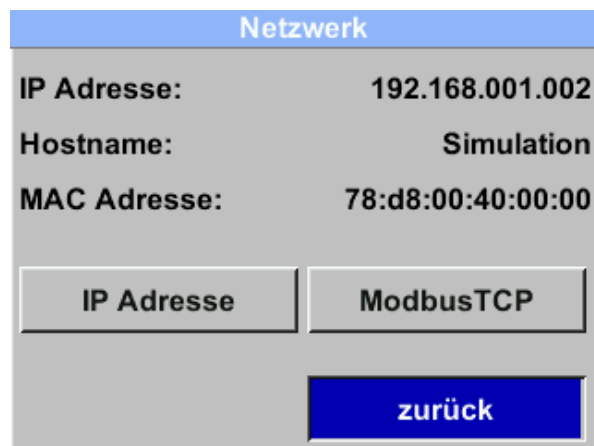 Netzwerk
IP Adresse: 192.168.001.002
Hostname: Simulation
MAC Adresse: 78:d8:00:40:00:00
IP Adresse ModbusTCP
zurück